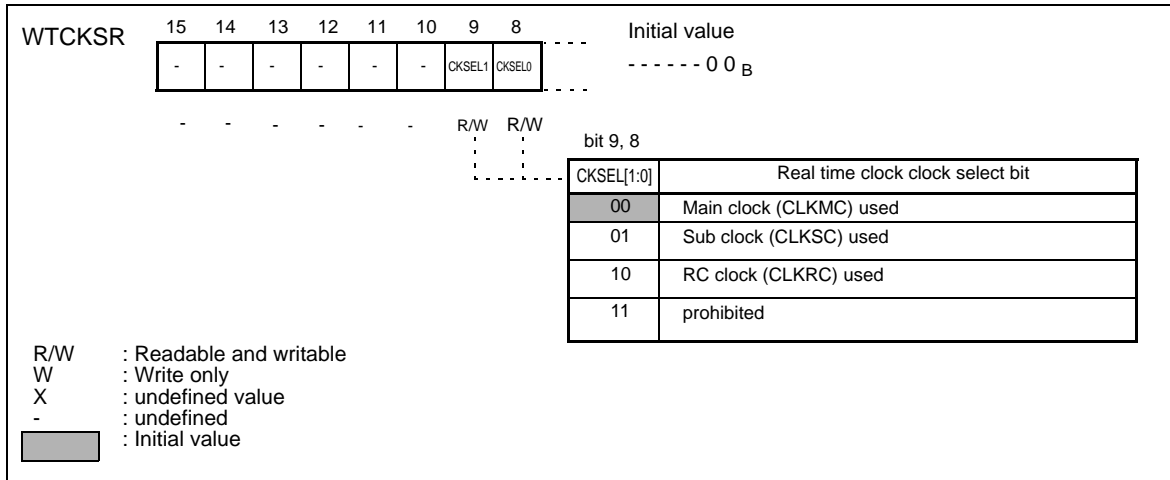 WTCKSR
15 14 13 12 11 10 9 8
Initial value
- - - - - - CKSEL1 CKSEL0
- - - - - - 0 0 B
- - - - - - R/W R/W
bit 9, 8
CKSEL[1:0] Real time clock clock select bit
00 Main clock (CLKMC) used
01 Sub clock (CLKSC) used
10 RC clock (CLKRC) used
11 prohibited
R/W : Readable and writable
W : Write only
X : undefined value
- : undefined
: Initial value